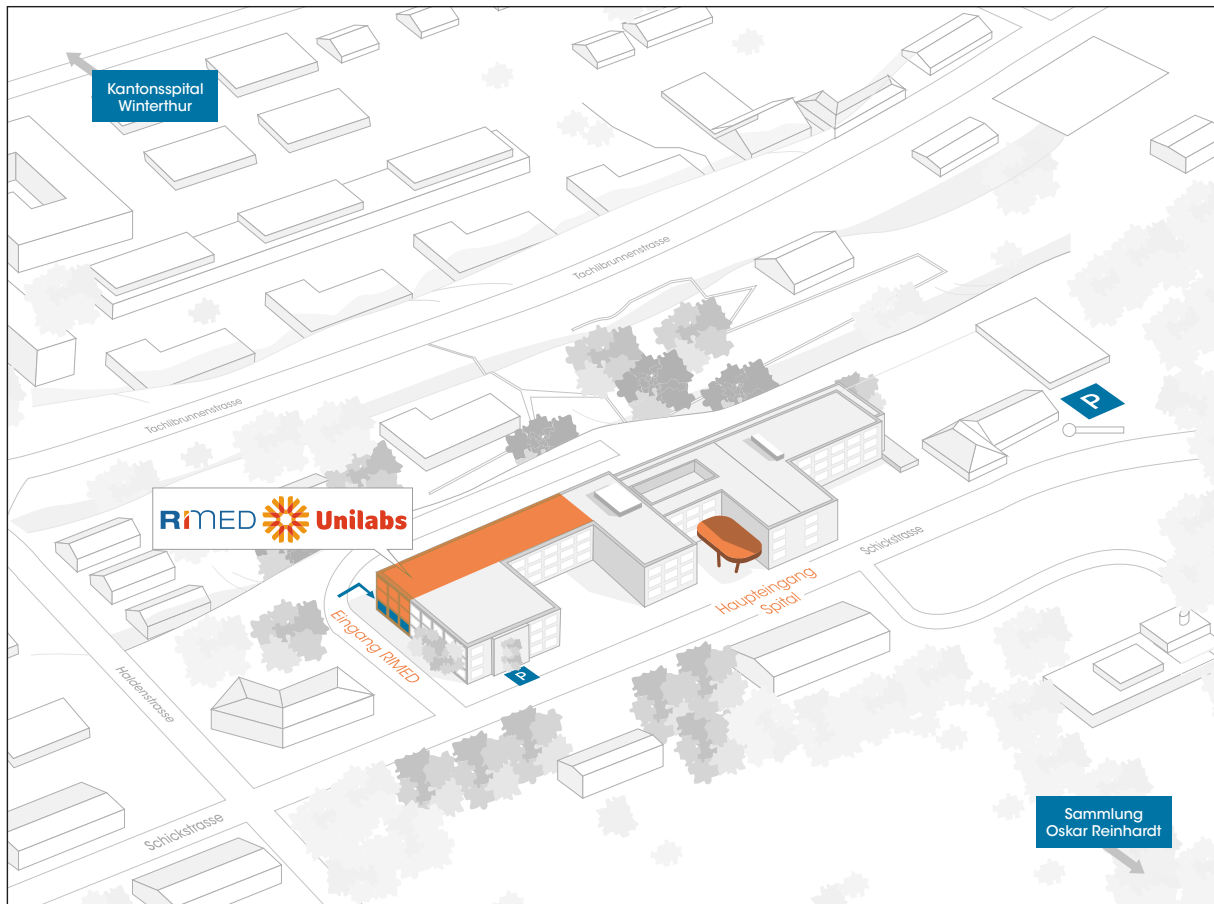 Kantonsspital
Winterthur
Tachlibrunnenstrasse
Tachlibrunnenstrasse
P
RIMED Unilabs
Schickstrasse
Haupteingang
Spital
Eingang RIMED
P
Haldenstrasse
Schickstrasse
Sammlung
Oskar Reinhardt